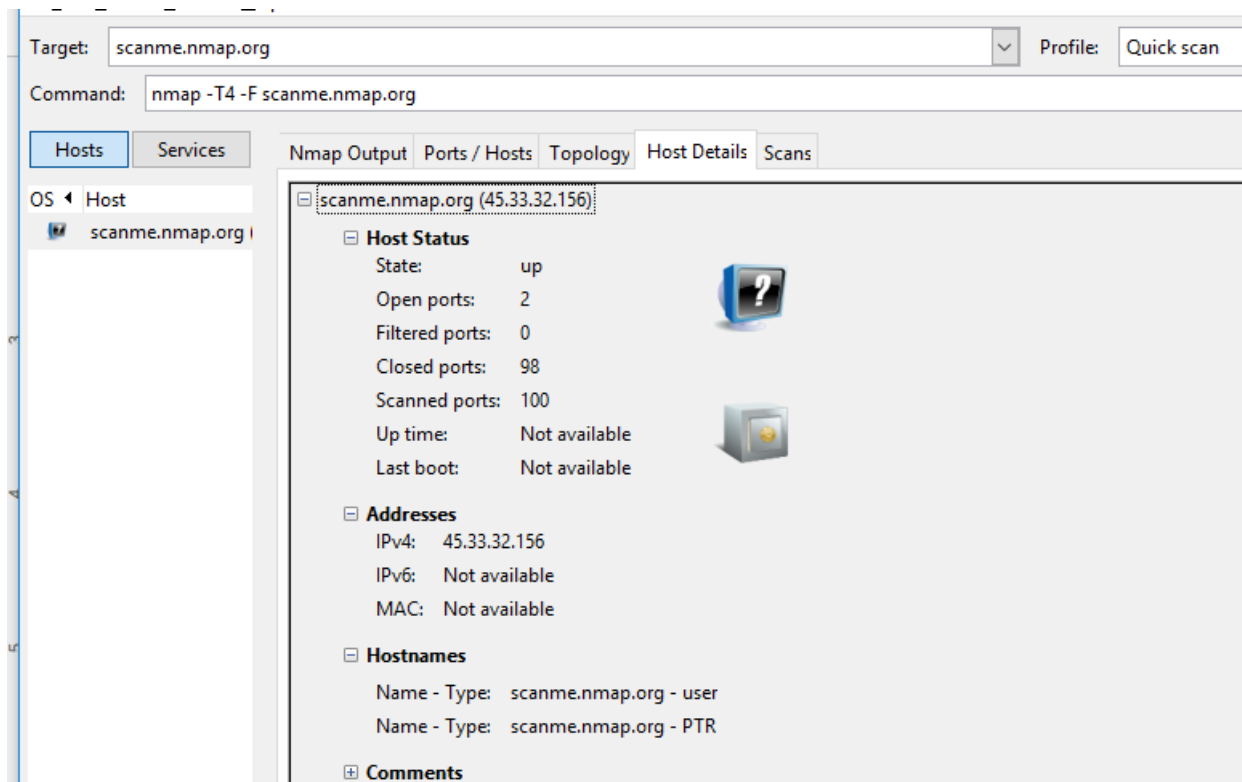 Target: scanme.nmap.org Profile: Quick scan
Command: nmap -T4 -F scanme.nmap.org
Hosts Services Nmap Output Ports / Hosts Topology Host Details Scans
OS Host
scanme.nmap.org (
scanme.nmap.org (45.33.32.156)
Host Status
State: up
Open ports: 2
Filtered ports: 0
Closed ports: 98
Scanned ports: 100
Up time: Not available
Last boot: Not available
Addresses
IPv4: 45.33.32.156
IPv6: Not available
MAC: Not available
Hostnames
Name - Type: scanme.nmap.org - user
Name - Type: scanme.nmap.org - PTR
Comments
3
4
5